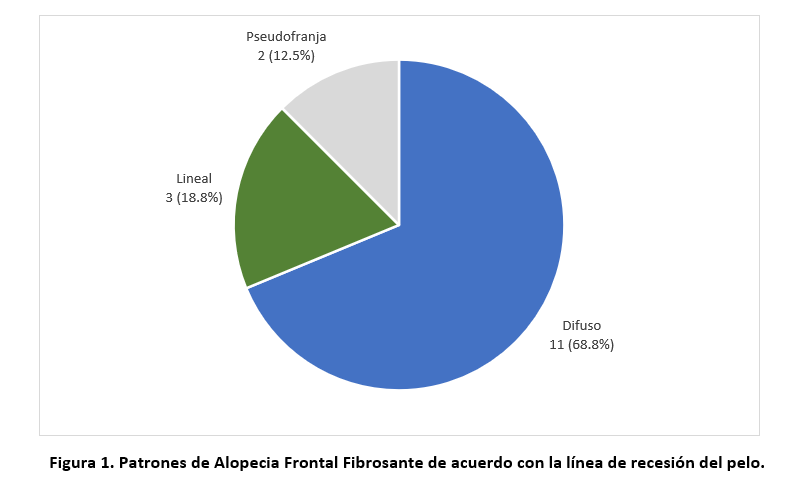 Pseudofranja
2 (12.5%)
Lineal
3 (18.8%)
Difuso
11 (68.8%)
Figura 1. Patrones de Alopecia Frontal Fibrosante de acuerdo con la línea de recesión del pelo.